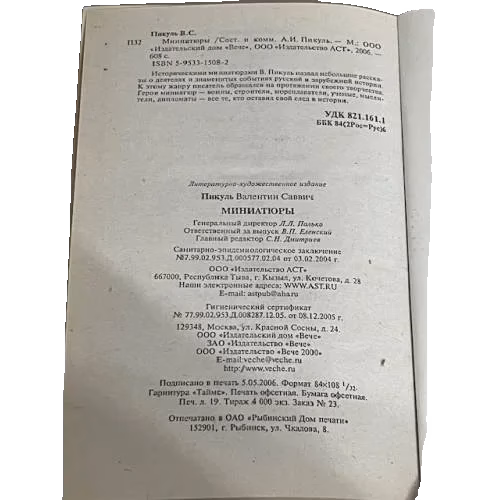 Пикуль В.С.
П32 Миниатюры /Сост. и комм. А.И. Пикуль. — М.: ООО
«Издательский дом «Вече», ООО «Издательство АСТ», 2006. —
608 с.
ISBN 5-9533-1508-2
Историческими миниатюрами В. Пикуль назвал небольшие расска-
зы о деятелях и знаменитых событиях русской и зарубежной истории.
К этому жанру писатель обращался на протяжении своего творчества.
Герои миниатюр — воины, строители, мореплаватели, ученые, мысли-
тели, дипломаты — все те, кто оставил свой след в истории.
УДК 821.161.1
ББК 84(2Рос=Рус)6
Литературно-художественное издание
Пикуль Валентин Саввич
МИНИАТЮРЫ
Генеральный директор Л.Л. Палько
Ответственный за выпуск В.П. Еленский
Главный редактор С.Н. Дмитриев
Санитарно-эпидемиологическое заключение
№77.99.02.953.Д.000577.02.04 от 03.02.2004 г.
ООО «Издательство АСТ»
667000, Республика Тыва, г. Кызыл, ул. Кочетова, д. 28
Наши электронные адреса: WWW.AST.RU
E-mail: astpub@aha.ru
Гигиенический сертификат
№ 77.99.02.953.Д.008287.12.05. от 08.12.2005 г.
129348, Москва, ул. Красной Сосны, д. 24.
ООО «Издательский дом «Вече»
ЗАО «Издательство «Вече»
ООО «Издательство «Вече 2000»
E-mail:veche@veche.ru
http://www.veche.ru
Подписано в печать 5.05.2006. Формат 84×108 1/32.
Гарнитура «Таймс». Печать офсетная. Бумага офсетная.
Печ. л. 19. Тираж 4 000 экз. Заказ № 23.
Отпечатано в ОАО «Рыбинский Дом печати»
152901, г. Рыбинск, ул. Чкалова, 8.